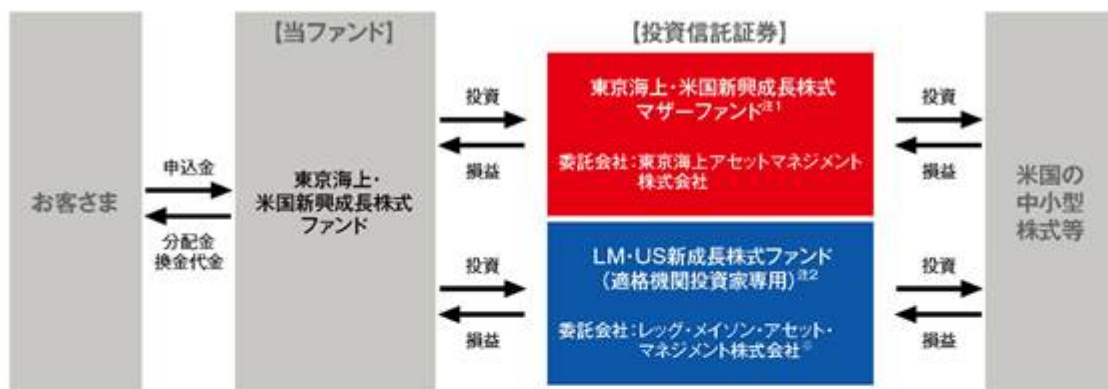 【当ファンド】
【投資信託証券】
お客さま
申込金
分配金
換金代金
東京海上・
米国新興成長株式
ファンド
投資
損益
投資
損益
東京海上・米国新興成長株式
マザーファンド注1
委託会社：東京海上アセットマネジメント
株式会社
LM・US新成長株式ファンド
（適格機関投資家専用）注2
委託会社：レッグ・メイソン・アセット・
マネジメント株式会社※
投資
損益
投資
損益
米国の
中小型
株式等